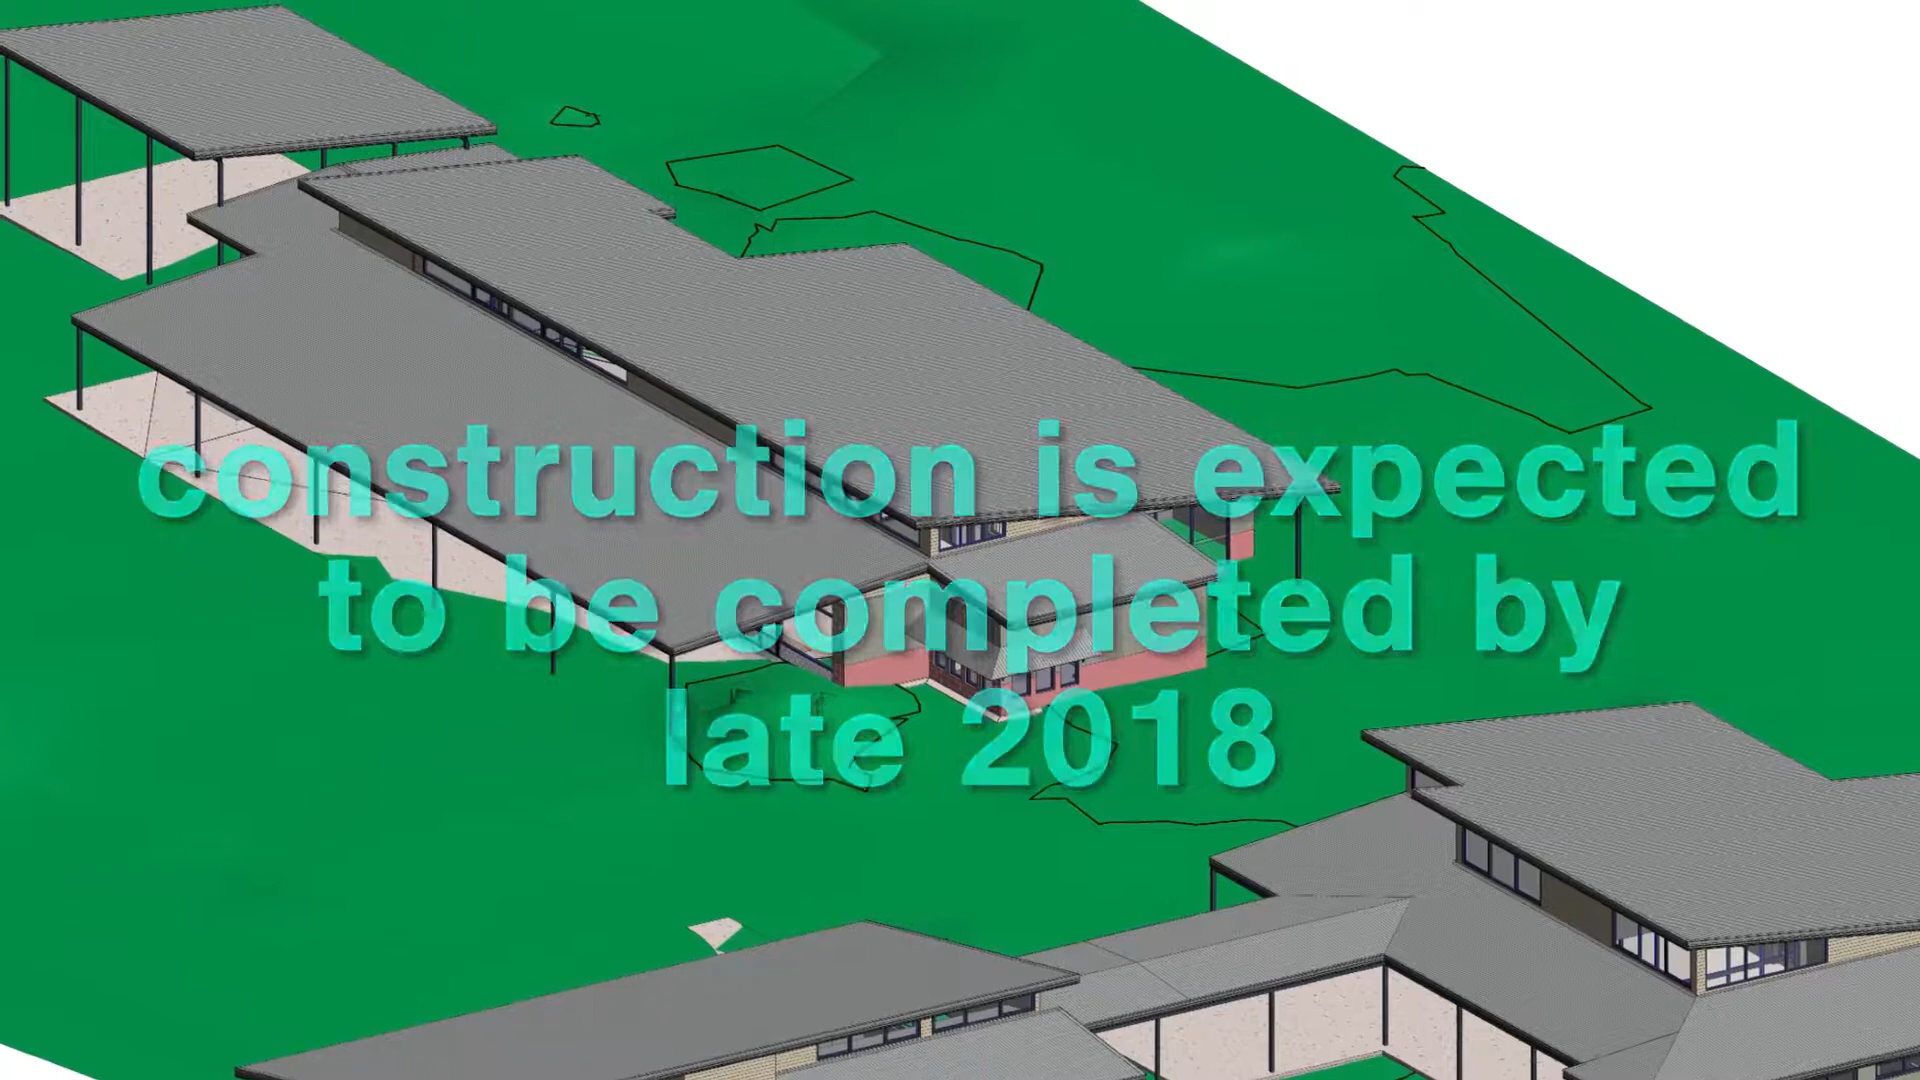 construction is expected
to be completed by
late 2018